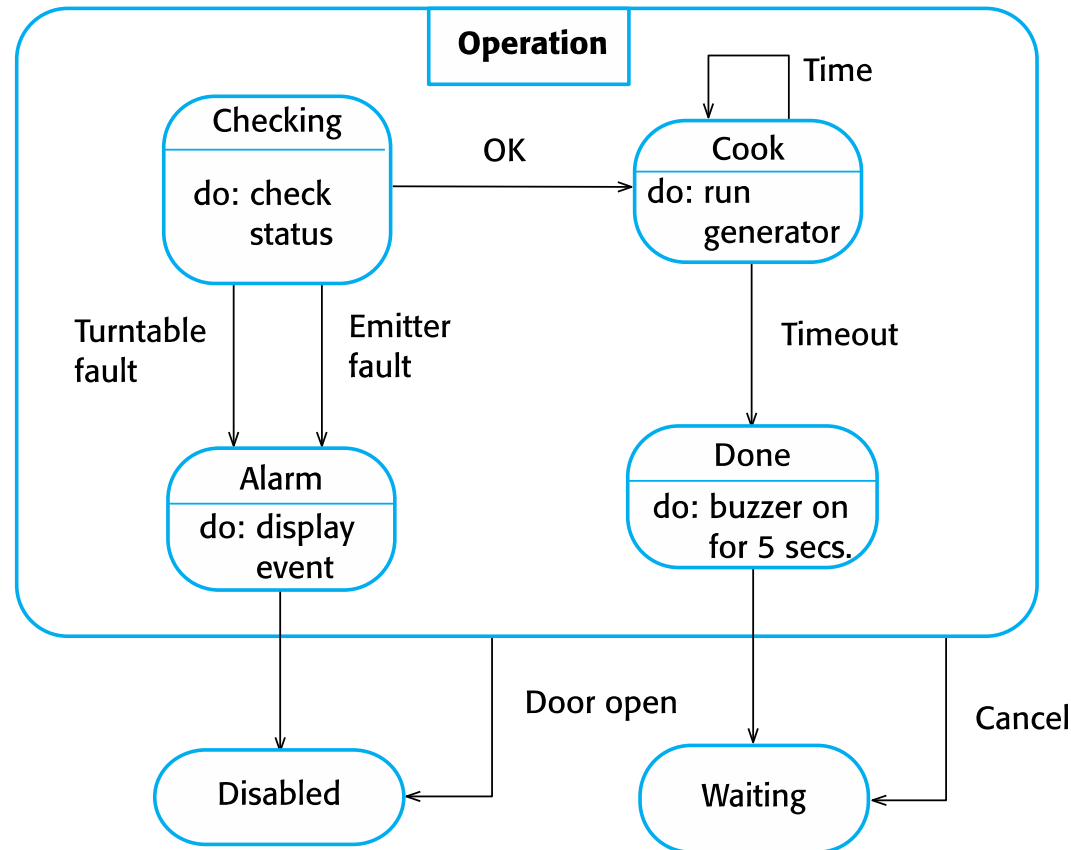 Operation
Time
Checking
OK
Cook
do: check
status
do: run
generator
Turntable
fault
Emitter
fault
Timeout
Alarm
do: display
event
Done
do: buzzer on
for 5 secs.
Door open
Cancel
Disabled
Waiting